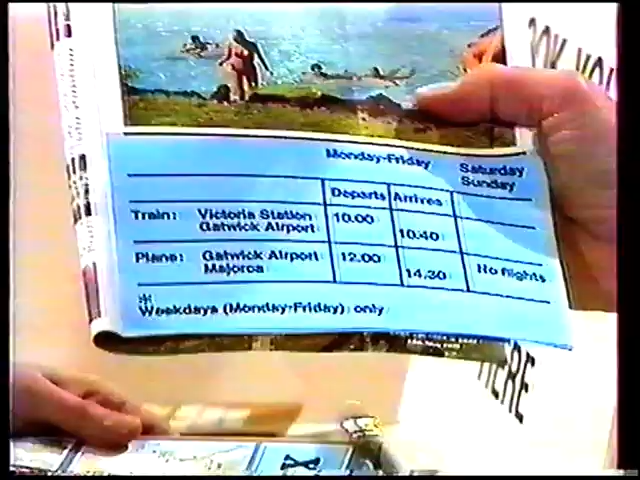 Monday-Friday Saturday
Sunday
Departs Arrives
Train: Victoria Station 10.00
Gatwick Airport 10.40
Plane: Gatwick Airport 12.00 No flights
Majorca 14.30
*
Weekdays (Monday-Friday) only
HERE